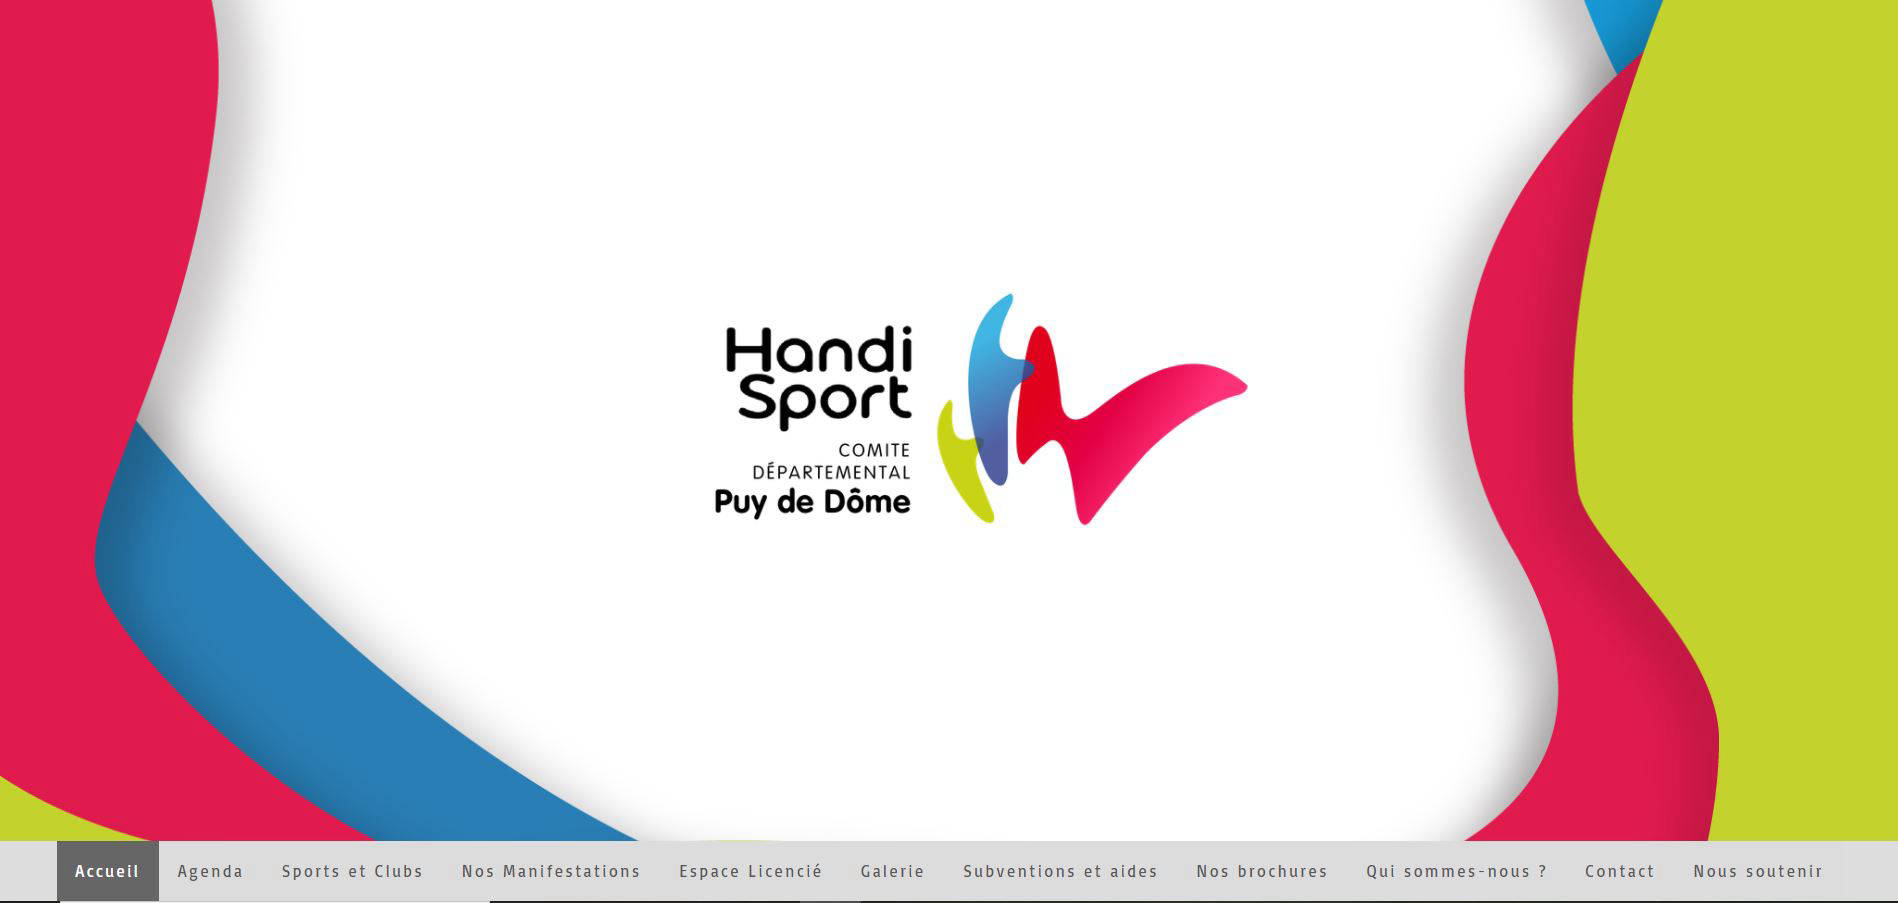 Handi
Sport
COMITE
DÉPARTEMENTAL
Puy de Dôme
Accueil Agenda Sports et Clubs Nos Manifestations Espace Licencié Galerie Subventions et aides Nos brochures Qui sommes-nous ? Contact Nous soutenir